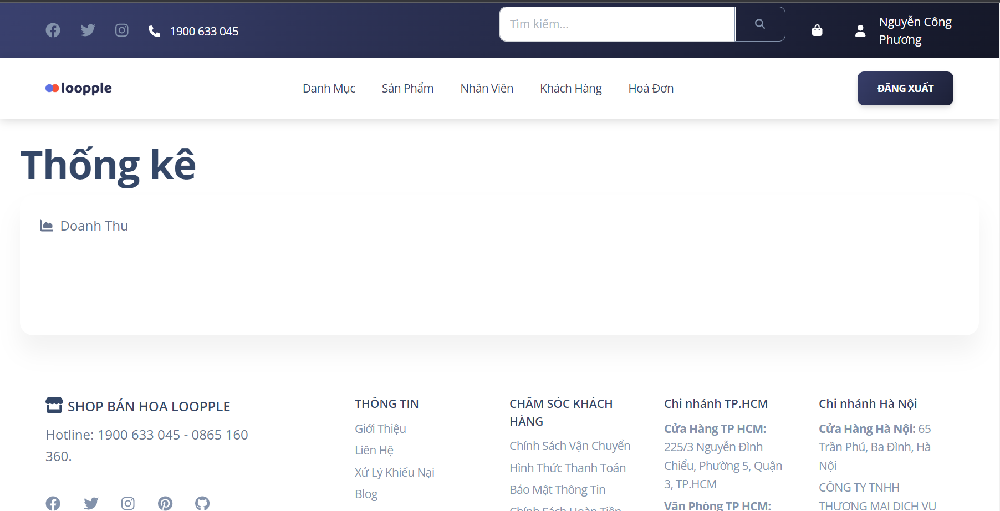 1900 633 045
Tìm kiếm...
Nguyễn Công
Phương
loopple
Danh Mục
Sản Phẩm
Nhân Viên
Khách Hàng
Hoá Đơn
ĐĂNG XUẤT
Thống kê
Doanh Thu
SHOP BÁN HOA LOOPPLE
Hotline: 1900 633 045 - 0865 160
360.
THÔNG TIN
Giới Thiệu
Liên Hệ
Xử Lý Khiếu Nại
Blog
CHĂM SÓC KHÁCH
HÀNG
Chính Sách Vận Chuyển
Hình Thức Thanh Toán
Bảo Mật Thông Tin
Chính Sách Hoàn Tiền
Chi nhánh TP.HCM
Cửa Hàng TP HCM:
225/3 Nguyễn Đình
Chiểu, Phường 5, Quận
3, TP.HCM
Văn Phòng TP HCM:
Chi nhánh Hà Nội
Cửa Hàng Hà Nội: 65
Trần Phú, Ba Đình, Hà
Nội
CÔNG TY TNHH
THƯƠNG MẠI DỊCH VỤ